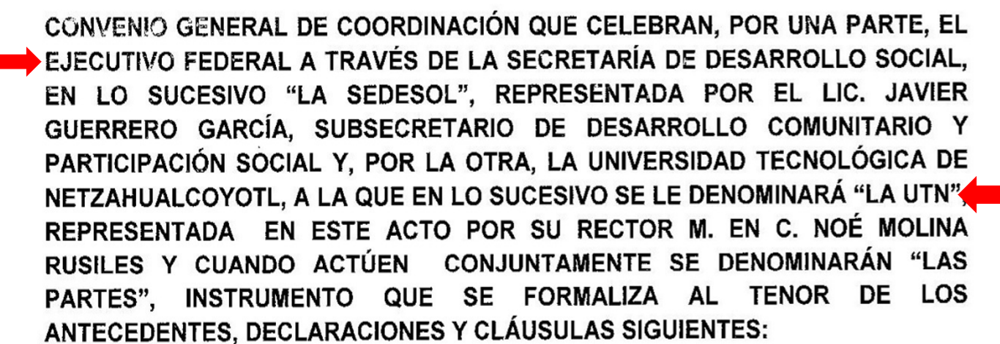 CONVENIO GENERAL DE COORDINACIÓN QUE CELEBRAN, POR UNA PARTE, EL
EJECUTIVO FEDERAL A TRAVÉS DE LA SECRETARÍA DE DESARROLLO SOCIAL,
EN LO SUCESIVO “LA SEDESOL”, REPRESENTADA POR EL LIC. JAVIER
GUERRERO GARCÍA, SUBSECRETARIO DE DESARROLLO COMUNITARIO Y
PARTICIPACIÓN SOCIAL Y, POR LA OTRA, LA UNIVERSIDAD TECNOLÓGICA DE
NETZAHUALCOYOTL, A LA QUE EN LO SUCESIVO SE LE DENOMINARÁ “LA UTN”,
REPRESENTADA EN ESTE ACTO POR SU RECTOR M. EN C. NOÉ MOLINA
RUSILES Y CUANDO ACTÚEN CONJUNTAMENTE SE DENOMINARÁN “LAS
PARTES”, INSTRUMENTO QUE SE FORMALIZA AL TENOR DE LOS
ANTECEDENTES, DECLARACIONES Y CLÁUSULAS SIGUIENTES: